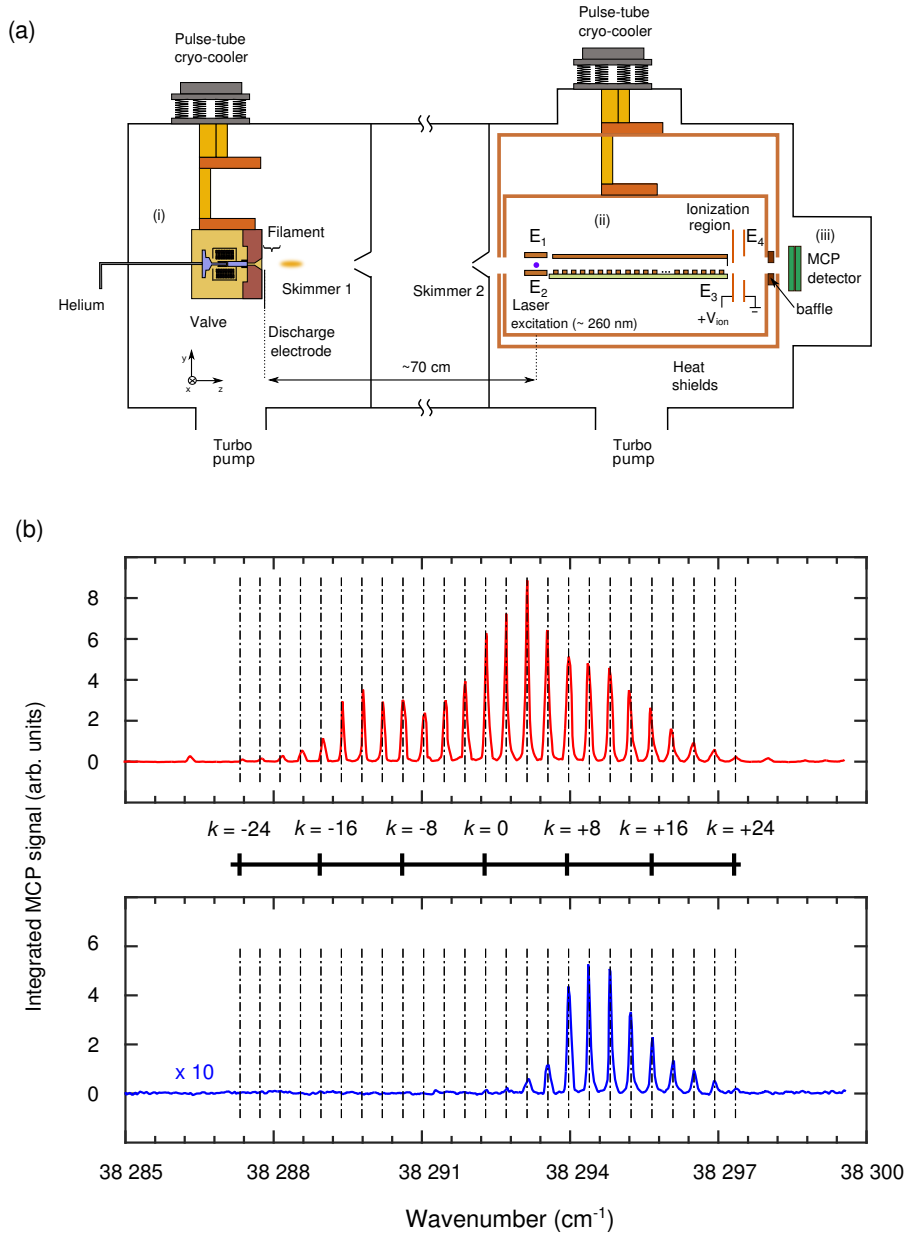 (a)
Pulse-tube
cryo-cooler
Pulse-tube
cryo-cooler
(i)
(ii)
(iii)
Filament
Ionization
region
E1
E4
MCP
detector
Helium
Skimmer 1
Skimmer 2
E2
E3
Laser
excitation (~ 260 nm)
+Vion
baffle
Valve
Discharge
electrode
y
x
z
~70 cm
Heat
shields
Turbo
pump
Turbo
pump
(b)
8
6
4
2
0
k = -24
k = -16
k = -8
k = 0
k = +8
k = +16
k = +24
Integrated MCP signal (arb. units)
6
4
2
0
x 10
38 285
38 288
38 291
38 294
38 297
38 300
Wavenumber (cm-1)